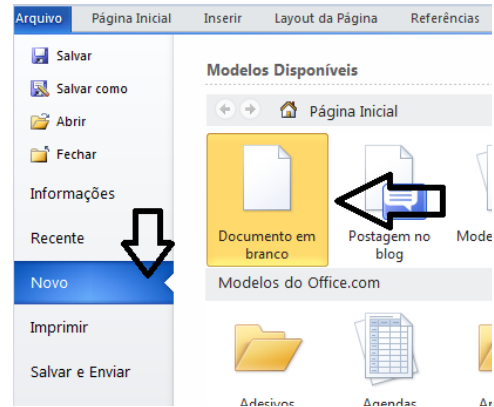 Arquivo Página Inicial Inserir Layout da Página Referências
Salvar
Salvar como
Abrir
Fechar
Informações
Recente
Novo
Imprimir
Salvar e Enviar
Modelos Disponíveis
Página Inicial
Documento em branco
Postagem no blog
Modelos do Office.com
Adesivos
Agendas